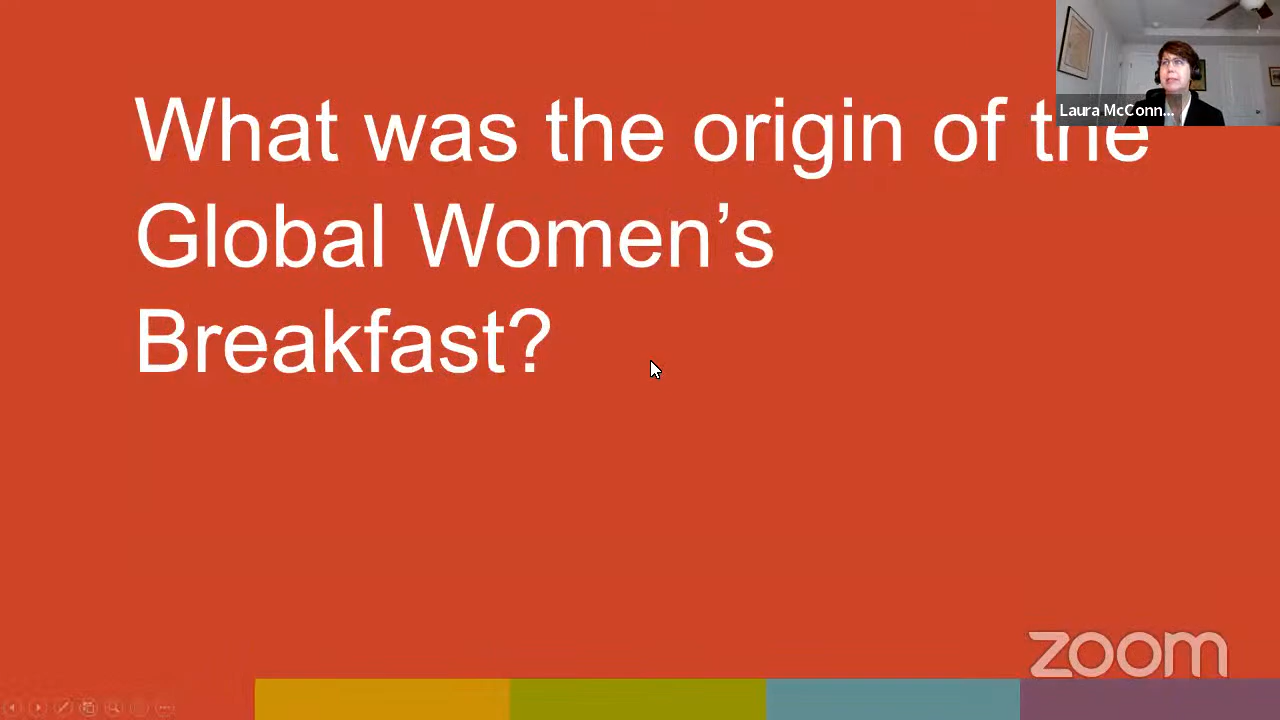 What was the origin of the
Global Women's
Breakfast?
Laura McConn...
zoom